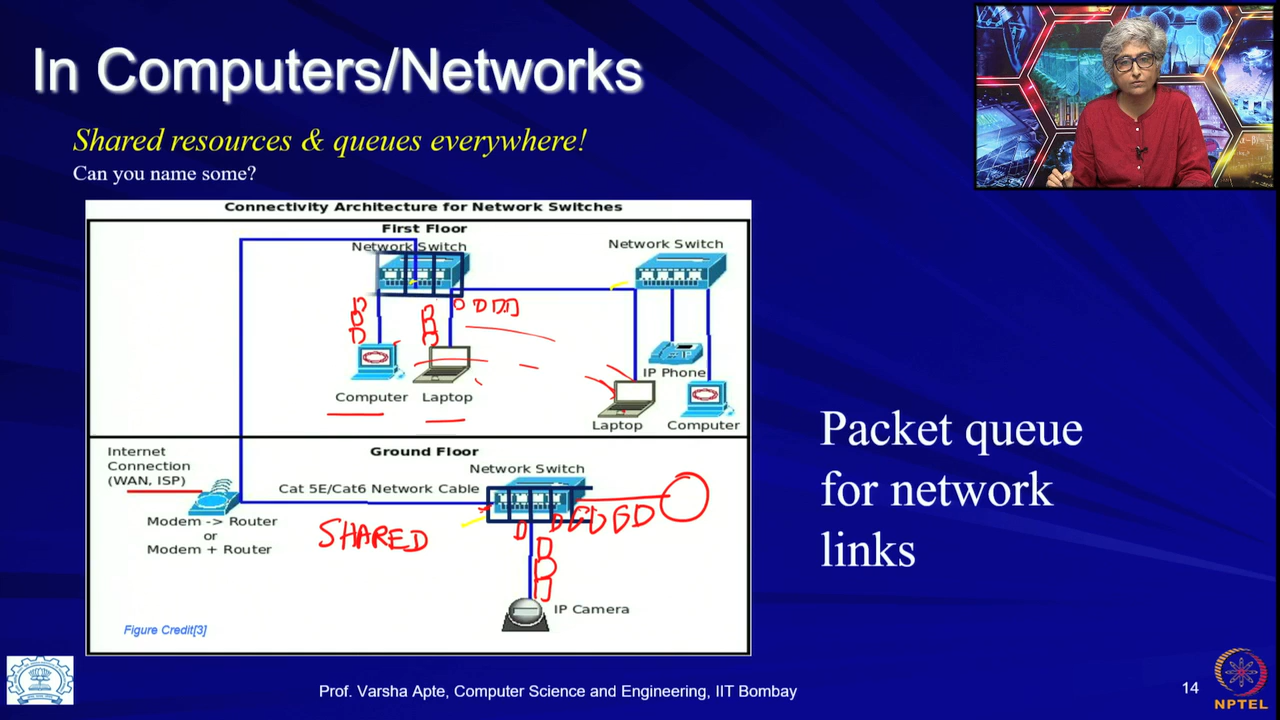 In Computers/Networks
Shared resources & queues everywhere!
Can you name some?
Connectivity Architecture for Network Switches
First Floor
Network Switch
Network Switch
IP Phone
Computer
Laptop
Laptop
Computer
Internet
Connection
(WAN, ISP)
Ground Floor
Network Switch
Cat 5E/Cat6 Network Cable
Modem -> Router
or
Modem + Router
SHARED
IP Camera
Figure Credit[3]
Packet queue
for network
links
Prof. Varsha Apte, Computer Science and Engineering, IIT Bombay
14
NPTEL